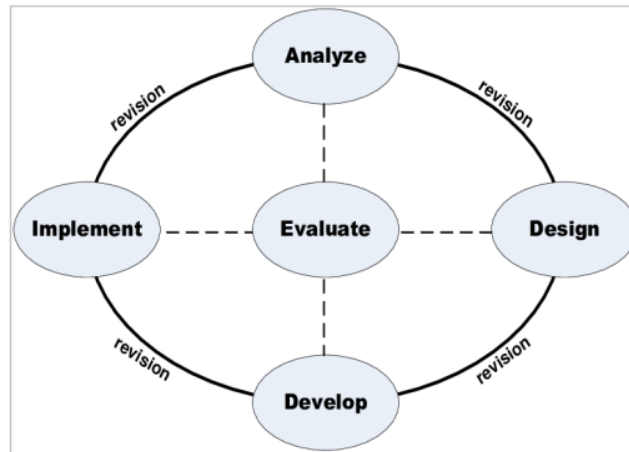 Analyze
revision
revision
Implement
Evaluate
Design
revision
revision
Develop